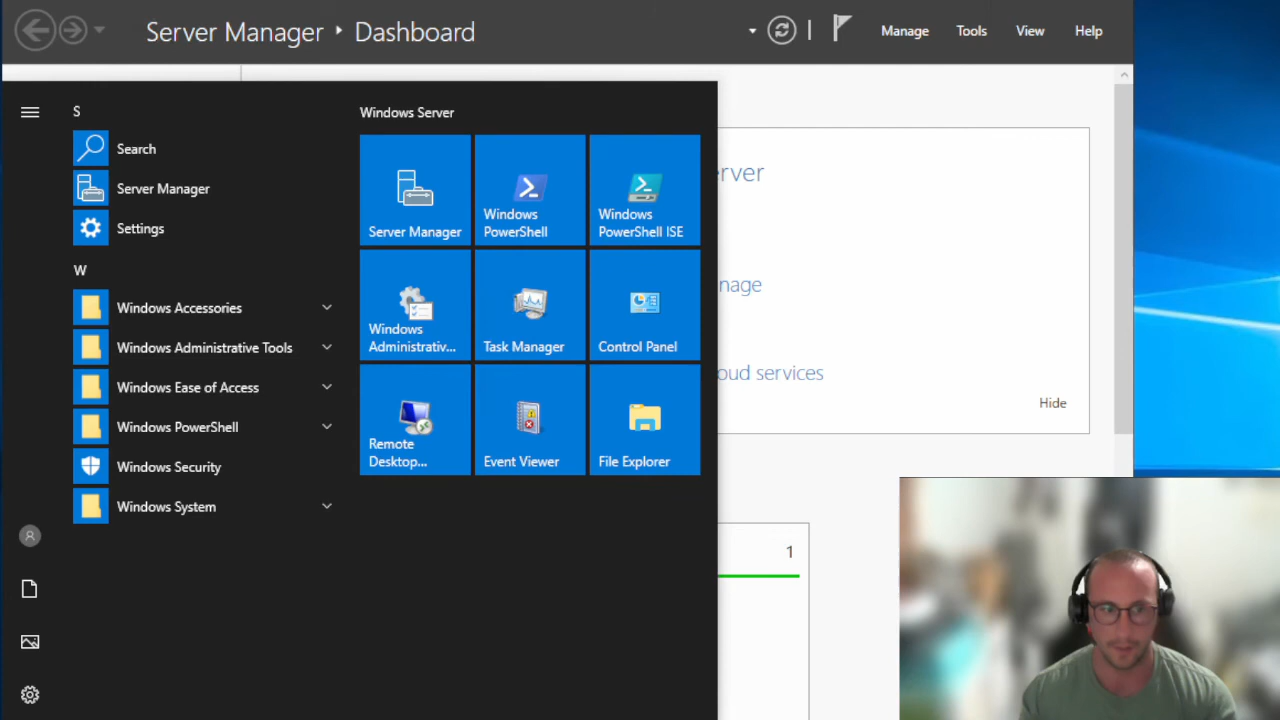 Server Manager ‣ Dashboard
Manage
Tools
View
Help
S
Search
Server Manager
Settings
W
Windows Accessories
Windows Administrative Tools
Windows Ease of Access
Windows PowerShell
Windows Security
Windows System
Windows Server
Server Manager
Windows
PowerShell
Windows
PowerShell ISE
Windows
Administrativ...
Task Manager
Control Panel
Remote
Desktop...
Event Viewer
File Explorer
erver
nage
oud services
Hide
1